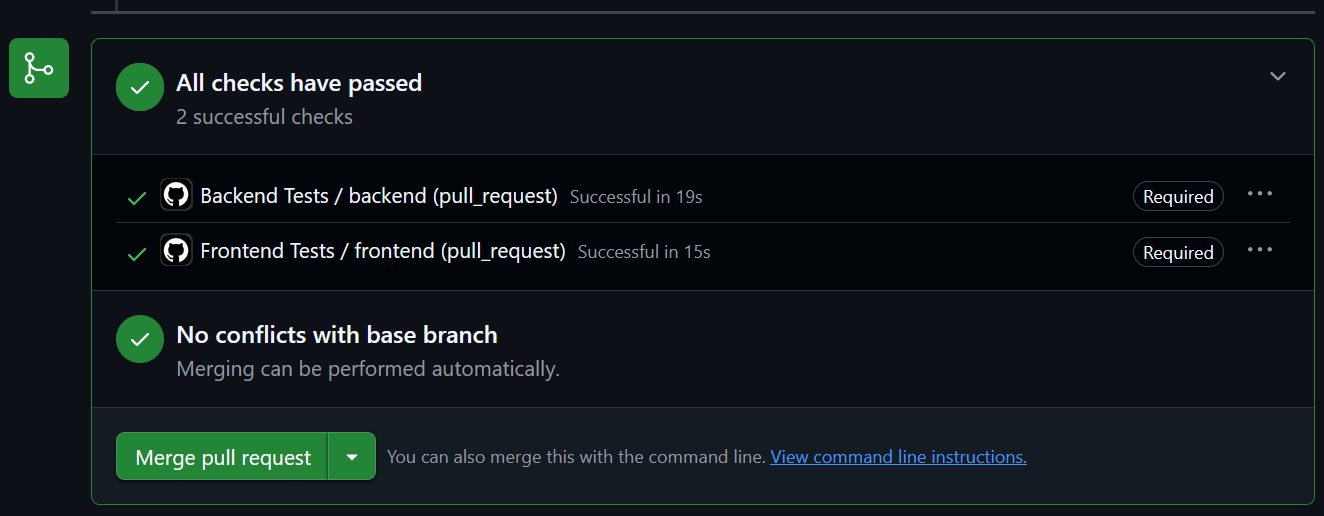 All checks have passed
2 successful checks
Backend Tests / backend (pull_request) Successful in 19s Required
Frontend Tests / frontend (pull_request) Successful in 15s Required
No conflicts with base branch
Merging can be performed automatically.
Merge pull request You can also merge this with the command line. View command line instructions.